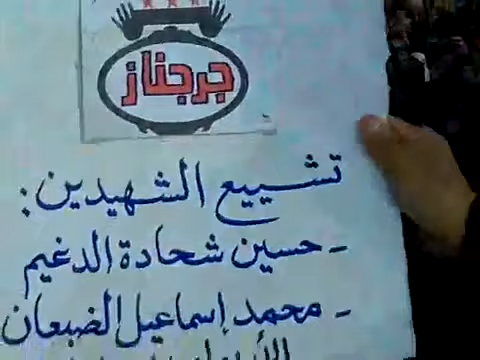 جرجناز
تشييع الشهيدين :
- حسين شحادة الدغيم
- محمد إسماعيل الضبعان